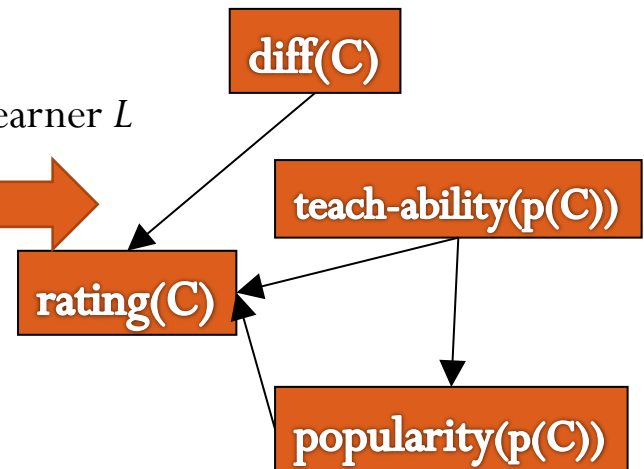 diff(C)
earner L
teach-ability(p(C))
rating(C)
popularity(p(C))